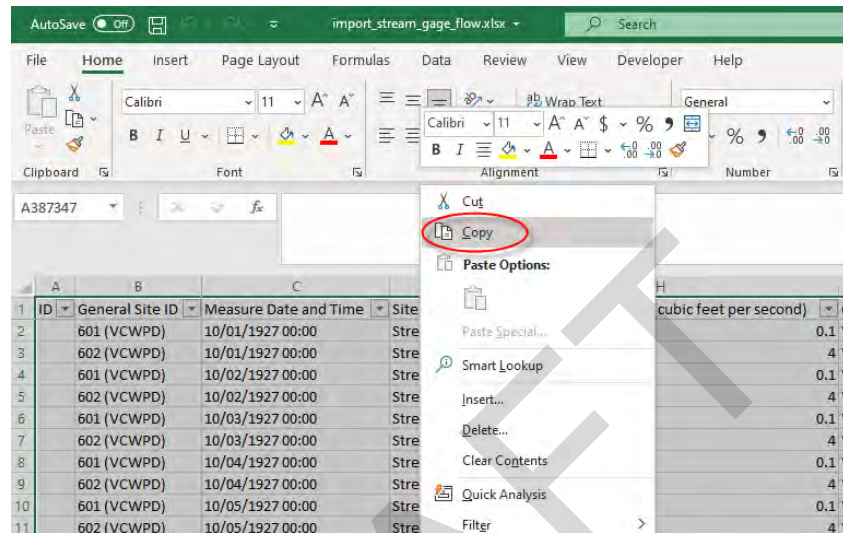 AutoSave Off import_stream_gage_flow.xlsx Search
File Home Insert Page Layout Formulas Data Review View Developer Help
Paste Calibri 11 A A ab Wrap Text General
Calibri 11 A A $ % 9
B I U A B I A % 9 .00 .00
Clipboard Font Alignment Number
A387347 fx
Cut
Copy
Paste Options:
Paste Special...
Smart Lookup
Insert...
Delete...
Clear Contents
Quick Analysis
Filter
A B C H
1 ID General Site ID Measure Date and Time Site cubic feet per second)
2 601 (VCWPD) 10/01/1927 00:00 Stre 0.1
3 602 (VCWPD) 10/01/1927 00:00 Stre 4
4 601 (VCWPD) 10/02/1927 00:00 Stre 0.1
5 602 (VCWPD) 10/02/1927 00:00 Stre 4
6 601 (VCWPD) 10/03/1927 00:00 Stre 0.1
7 602 (VCWPD) 10/03/1927 00:00 Stre 4
8 601 (VCWPD) 10/04/1927 00:00 Stre 0.1
9 602 (VCWPD) 10/04/1927 00:00 Stre 4
10 601 (VCWPD) 10/05/1927 00:00 Stre 0.1
11 602 (VCWPD) 10/05/1927 00:00 Stre 4